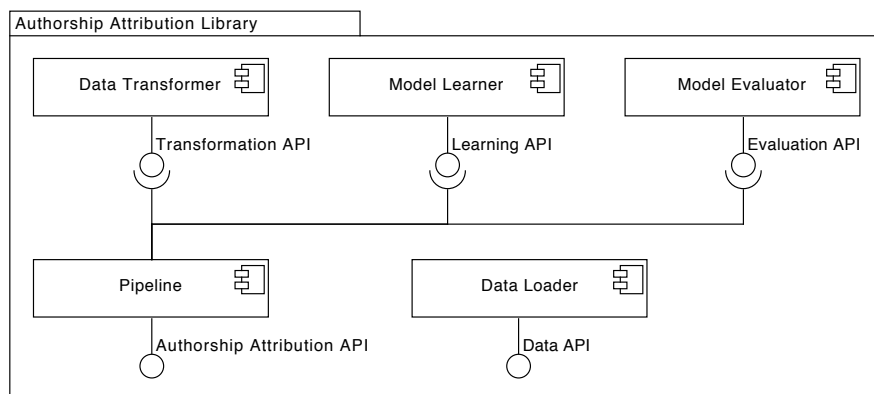 Authorship Attribution Library
Data Transformer
Model Learner
Model Evaluator
Transformation API
Learning API
Evaluation API
Pipeline
Data Loader
Authorship Attribution API
Data API